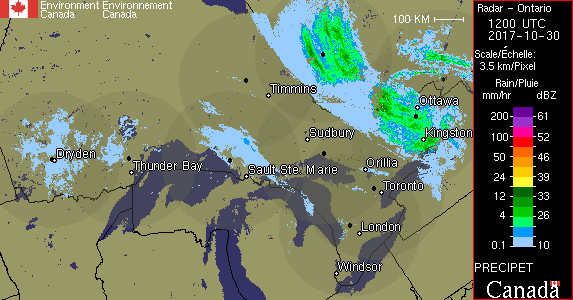 Environment Environnement
Canada Canada
100 KM
Timmins
Ottawa
Sudbury
Kingston
Dryden
Thunder Bay
Sault Ste. Marie
Orillia
Toronto
London
Windsor
Radar - Ontario
1200 UTC
2017-10-30
Scale/Échelle:
3.5 km/Pixel
Rain/Pluie
mm/hr dBZ
200 61
100 52
50 46
24 39
12 33
4 26
0.1 10
PRECIPET
Canada